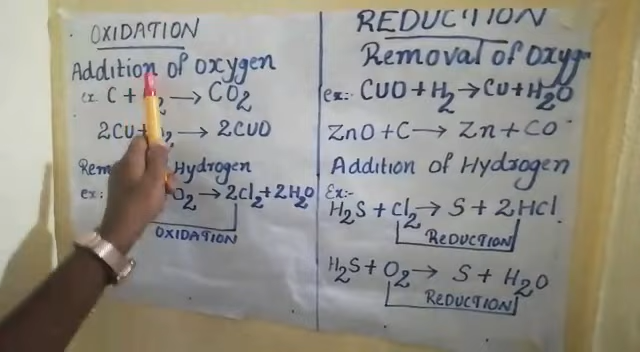 OXIDATION
Addition of oxygen
ex C + 2 → CO2
2CU+ 2 → 2CUO
Hydrogen
ex: O2 → 2Cl2+2H2O
OXIDATION
REDUCTION
Removal of oxyg
ex:- CUO+H2→CU+H2O
ZnO+C→ Zn+CO
Addition of Hydrogen
Ex:-
H2S + Cl2→ S + 2HCl.
REDUCTION
H2S+ O2→ S + H2O
REDUCTION